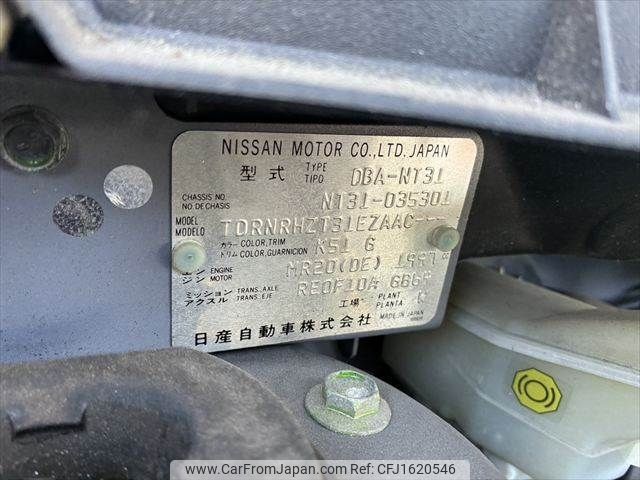 NISSAN MOTOR CO.,LTD. JAPAN
型式 TYPE TIPO DBA-NT31
CHASSIS NO. NO.DE CHASIS NT31-035301
MODEL MODELO TDRNRHZT31EZAAC---
カラー COLOR, TRIM トリム COLOR, GUARNICION K51 G
エンジン ENGINE MOTOR MR20(DE) 1997 cc
ミッション アクスル TRANS. AXLE TRANS. EJE RE0F10A
工場 PLANT PLANTA
日産自動車株式会社 MADE IN JAPAN
www.CarFromJapan.com - Car No. CFJ1620546